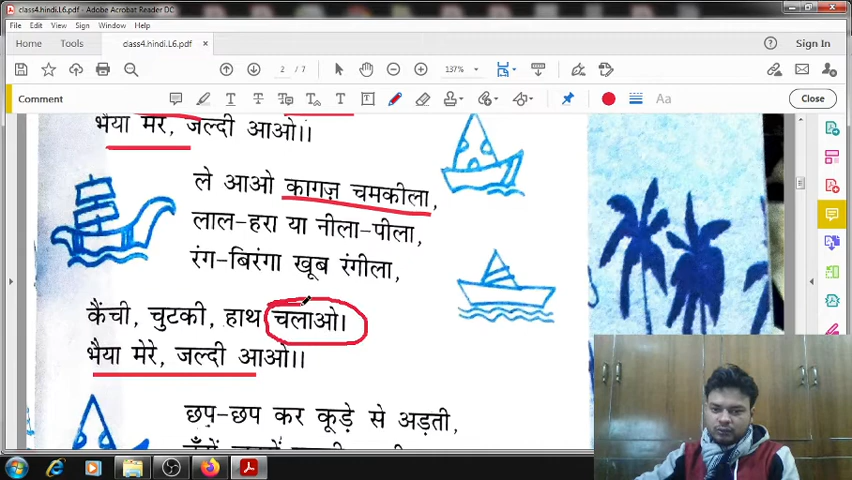 class4.hindi.L6.pdf - Adobe Acrobat Reader DC
File Edit View Sign Window Help
Home Tools class4.hindi.L6.pdf × Sign In
2 / 7 137%
Comment Aa Close
भैया मेरे, जल्दी आओ।।
ले आओ कागज़ चमकीला,
लाल-हरा या नीला-पीला,
रंग-बिरंगा खूब रंगीला,
कैंची, चुटकी, हाथ चलाओ।
भैया मेरे, जल्दी आओ।।
छप-छप कर कूड़े से अड़ती,